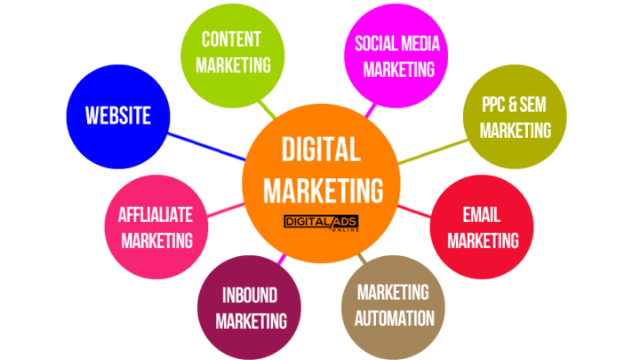 CONTENT
MARKETING
SOCIAL MEDIA
MARKETING
WEBSITE
PPC & SEM
MARKETING
DIGITAL
MARKETING
DIGITAL/ADS
ONLINE
AFFLIALIATE
MARKETING
EMAIL
MARKETING
INBOUND
MARKETING
MARKETING
AUTOMATION